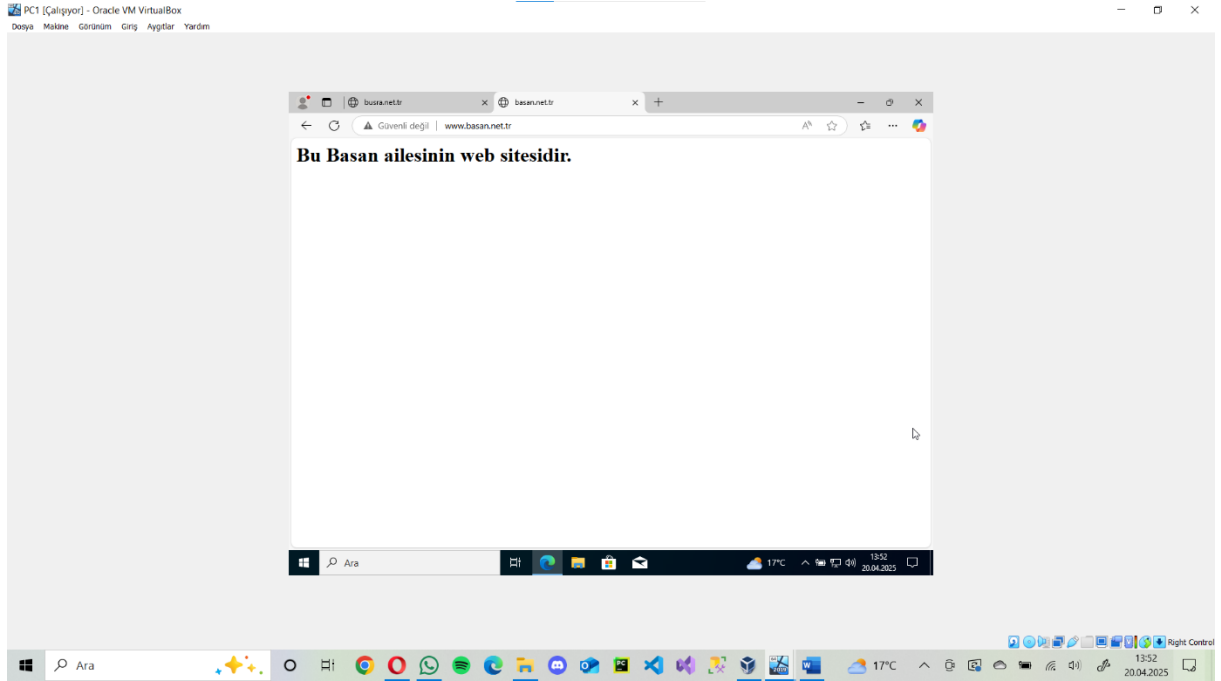 PC1 [Çalışıyor] - Oracle VM VirtualBox
Dosya Makine Görünüm Giriş Aygıtlar Yardım
busra.net.tr
basan.net.tr
Güvenli değil
www.basan.net.tr
Bu Basan ailesinin web sitesidir.
Ara
17°C
13:52
20.04.2025
Right Control
Ara
17°C
13:52
20.04.2025